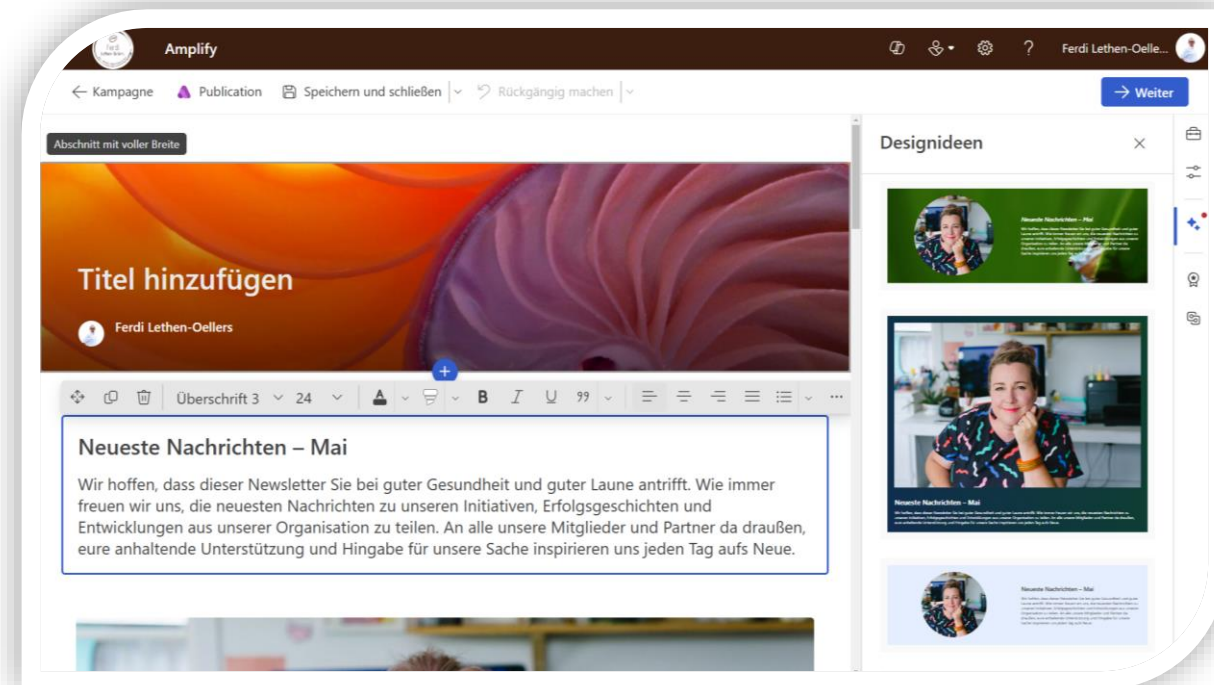 Amplify
?
Ferdi Lethen-Oelle...
Kampagne
Publication
Speichern und schließen
Rückgängig machen
Weiter
Abschnitt mit voller Breite
Titel hinzufügen
Ferdi Lethen-Oellers
Überschrift 3
24
B I U 99
Neueste Nachrichten – Mai
Wir hoffen, dass dieser Newsletter Sie bei guter Gesundheit und guter Laune antrifft. Wie immer
freuen wir uns, die neuesten Nachrichten zu unseren Initiativen, Erfolgsgeschichten und
Entwicklungen aus unserer Organisation zu teilen. An alle unsere Mitglieder und Partner da draußen,
eure anhaltende Unterstützung und Hingabe für unsere Sache inspirieren uns jeden Tag aufs Neue.
Designideen
Neueste Nachrichten – Mai
Neueste Nachrichten – Mai
Neueste Nachrichten – Mai